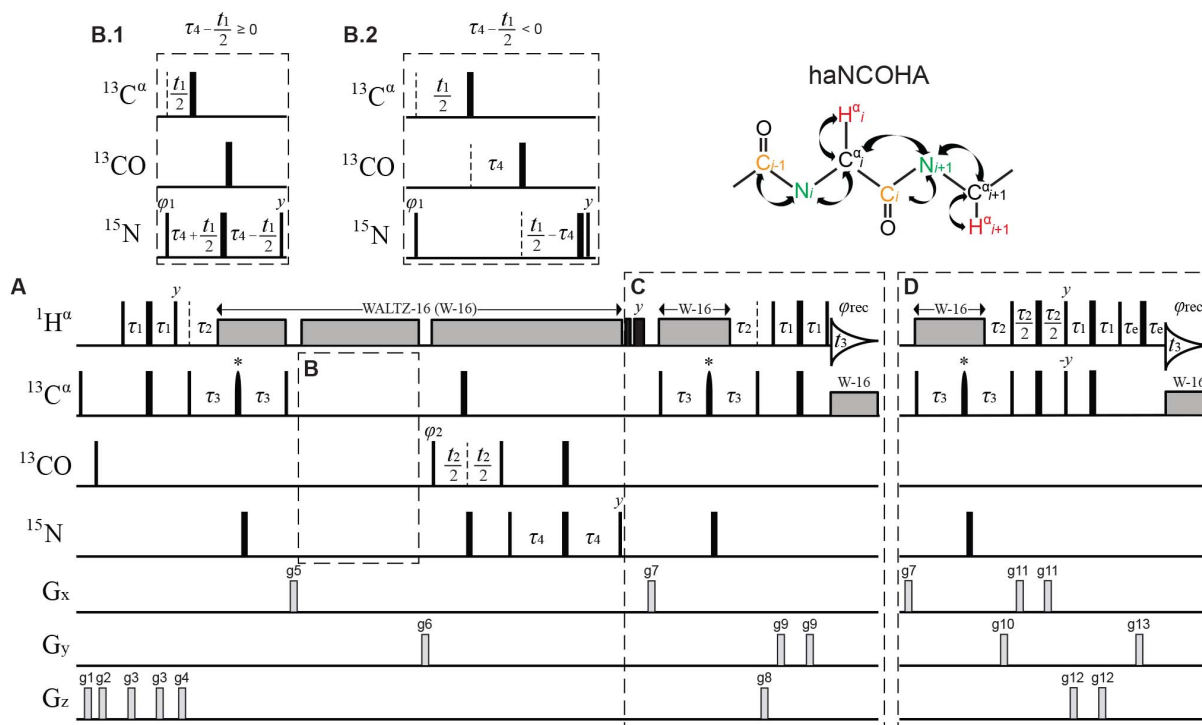 B.1 τ4 − t1/2 ≥ 0
B.2 τ4 − t1/2 < 0
13Cα t1/2
13CO
15N φ1 τ4 + t1/2 τ4 − t1/2 y
13Cα t1/2
13CO τ4
15N φ1 t1/2 − τ4 y
haNCOHA
Hαi
O
Ci-1 Cαi Ni+1
Ni Ci Cαi+1
O Hαi+1
A
C
D
1Hα τ1 τ1 y τ2 WALTZ-16 (W-16) y W-16 τ2 τ1 τ1 φrec t3
W-16 τ2 τ2/2 τ2/2 y τ1 τ1 τe τe φrec t3
13Cα τ3 * τ3 B τ3 * τ3 W-16
τ3 * τ3 -y W-16
13CO φ2 t2/2 t2/2
15N τ4 τ4 y
Gx g5 g7 g7 g11 g11
Gy g6 g9 g9 g10 g13
Gz g1 g2 g3 g3 g4 g8 g12 g12